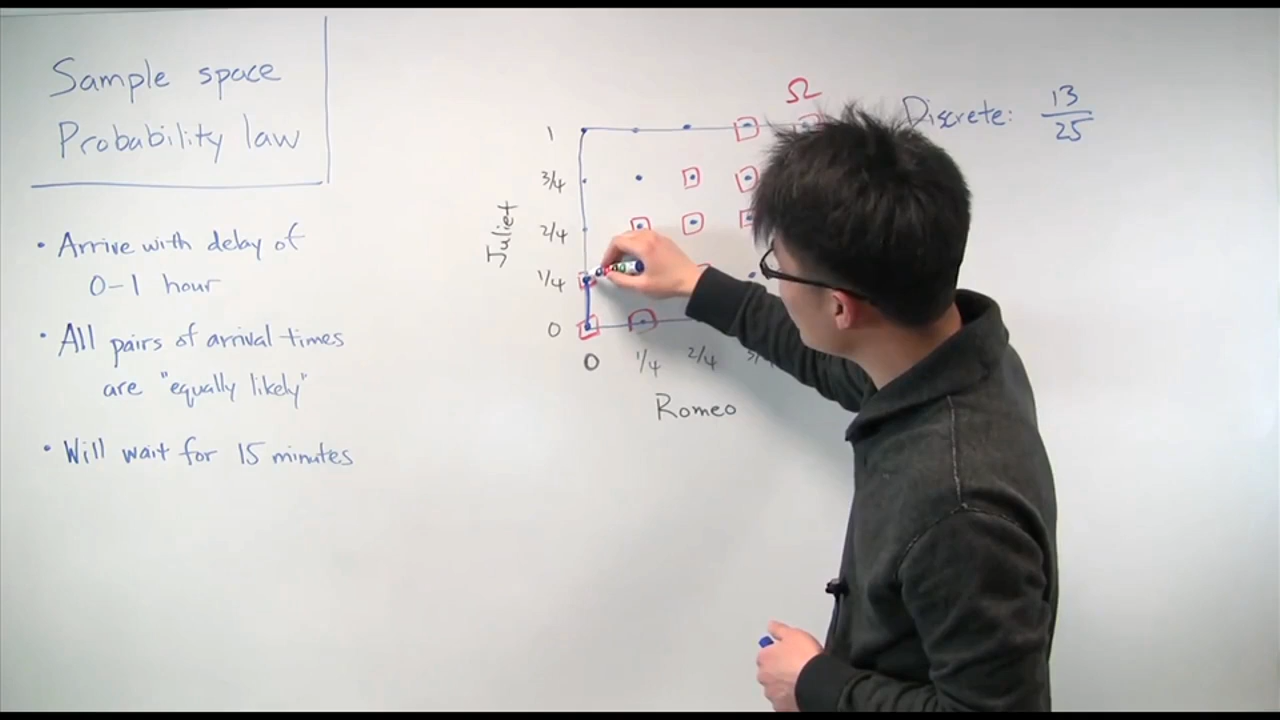 Sample space
Probability law
• Arrive with delay of
0-1 hour
• All pairs of arrival times
are "equally likely"
• Will wait for 15 minutes
Ω
Discrete: 13/25
1
3/4
2/4
1/4
0
Juliet
0 1/4 2/4
Romeo